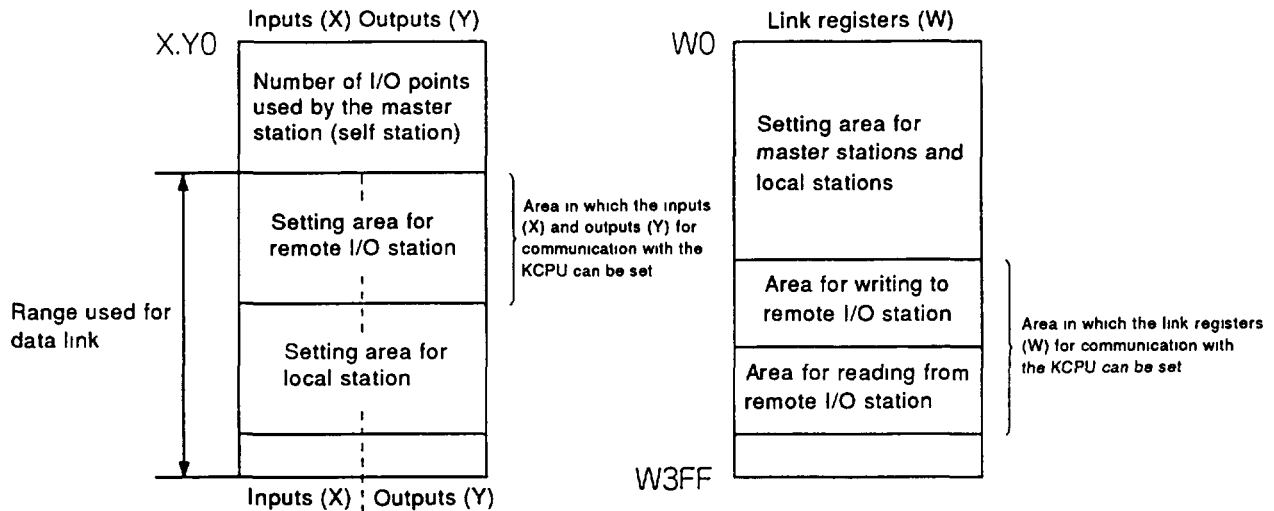 Inputs (X) Outputs (Y)
X.Y0
Number of I/O points
used by the master
station (self station)
Setting area for
remote I/O station
Area in which the inputs
(X) and outputs (Y) for
communication with the
KCPU can be set
Range used for
data link
Setting area for
local station
Inputs (X) Outputs (Y)
Link registers (W)
W0
Setting area for
master stations and
local stations
Area for writing to
remote I/O station
Area for reading from
remote I/O station
Area in which the link registers
(W) for communication with
the KCPU can be set
W3FF